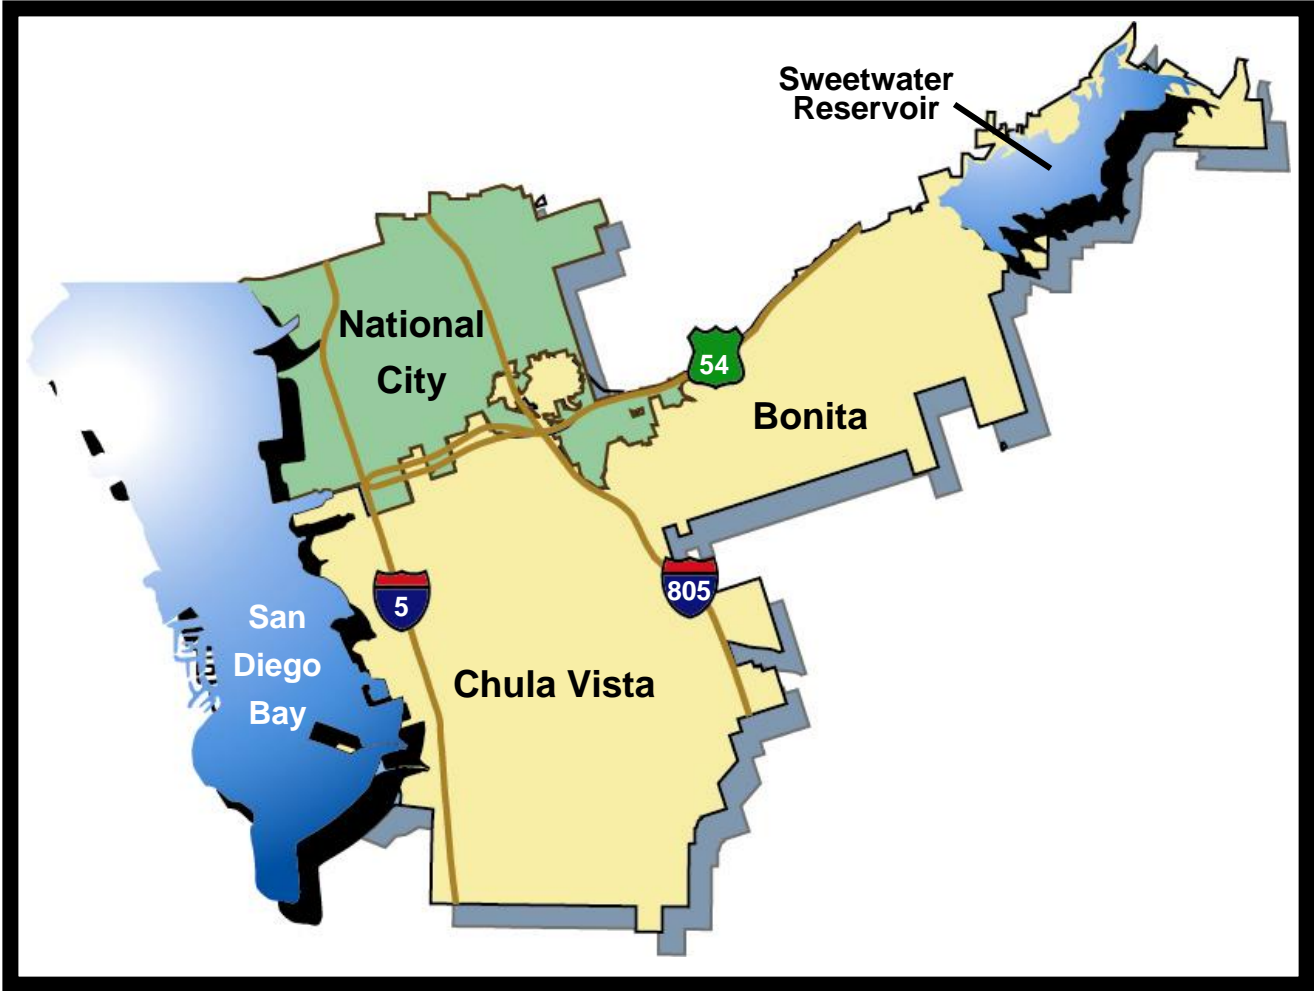 Sweetwater
Reservoir
National
City
54
Bonita
5
805
San
Diego
Bay
Chula Vista